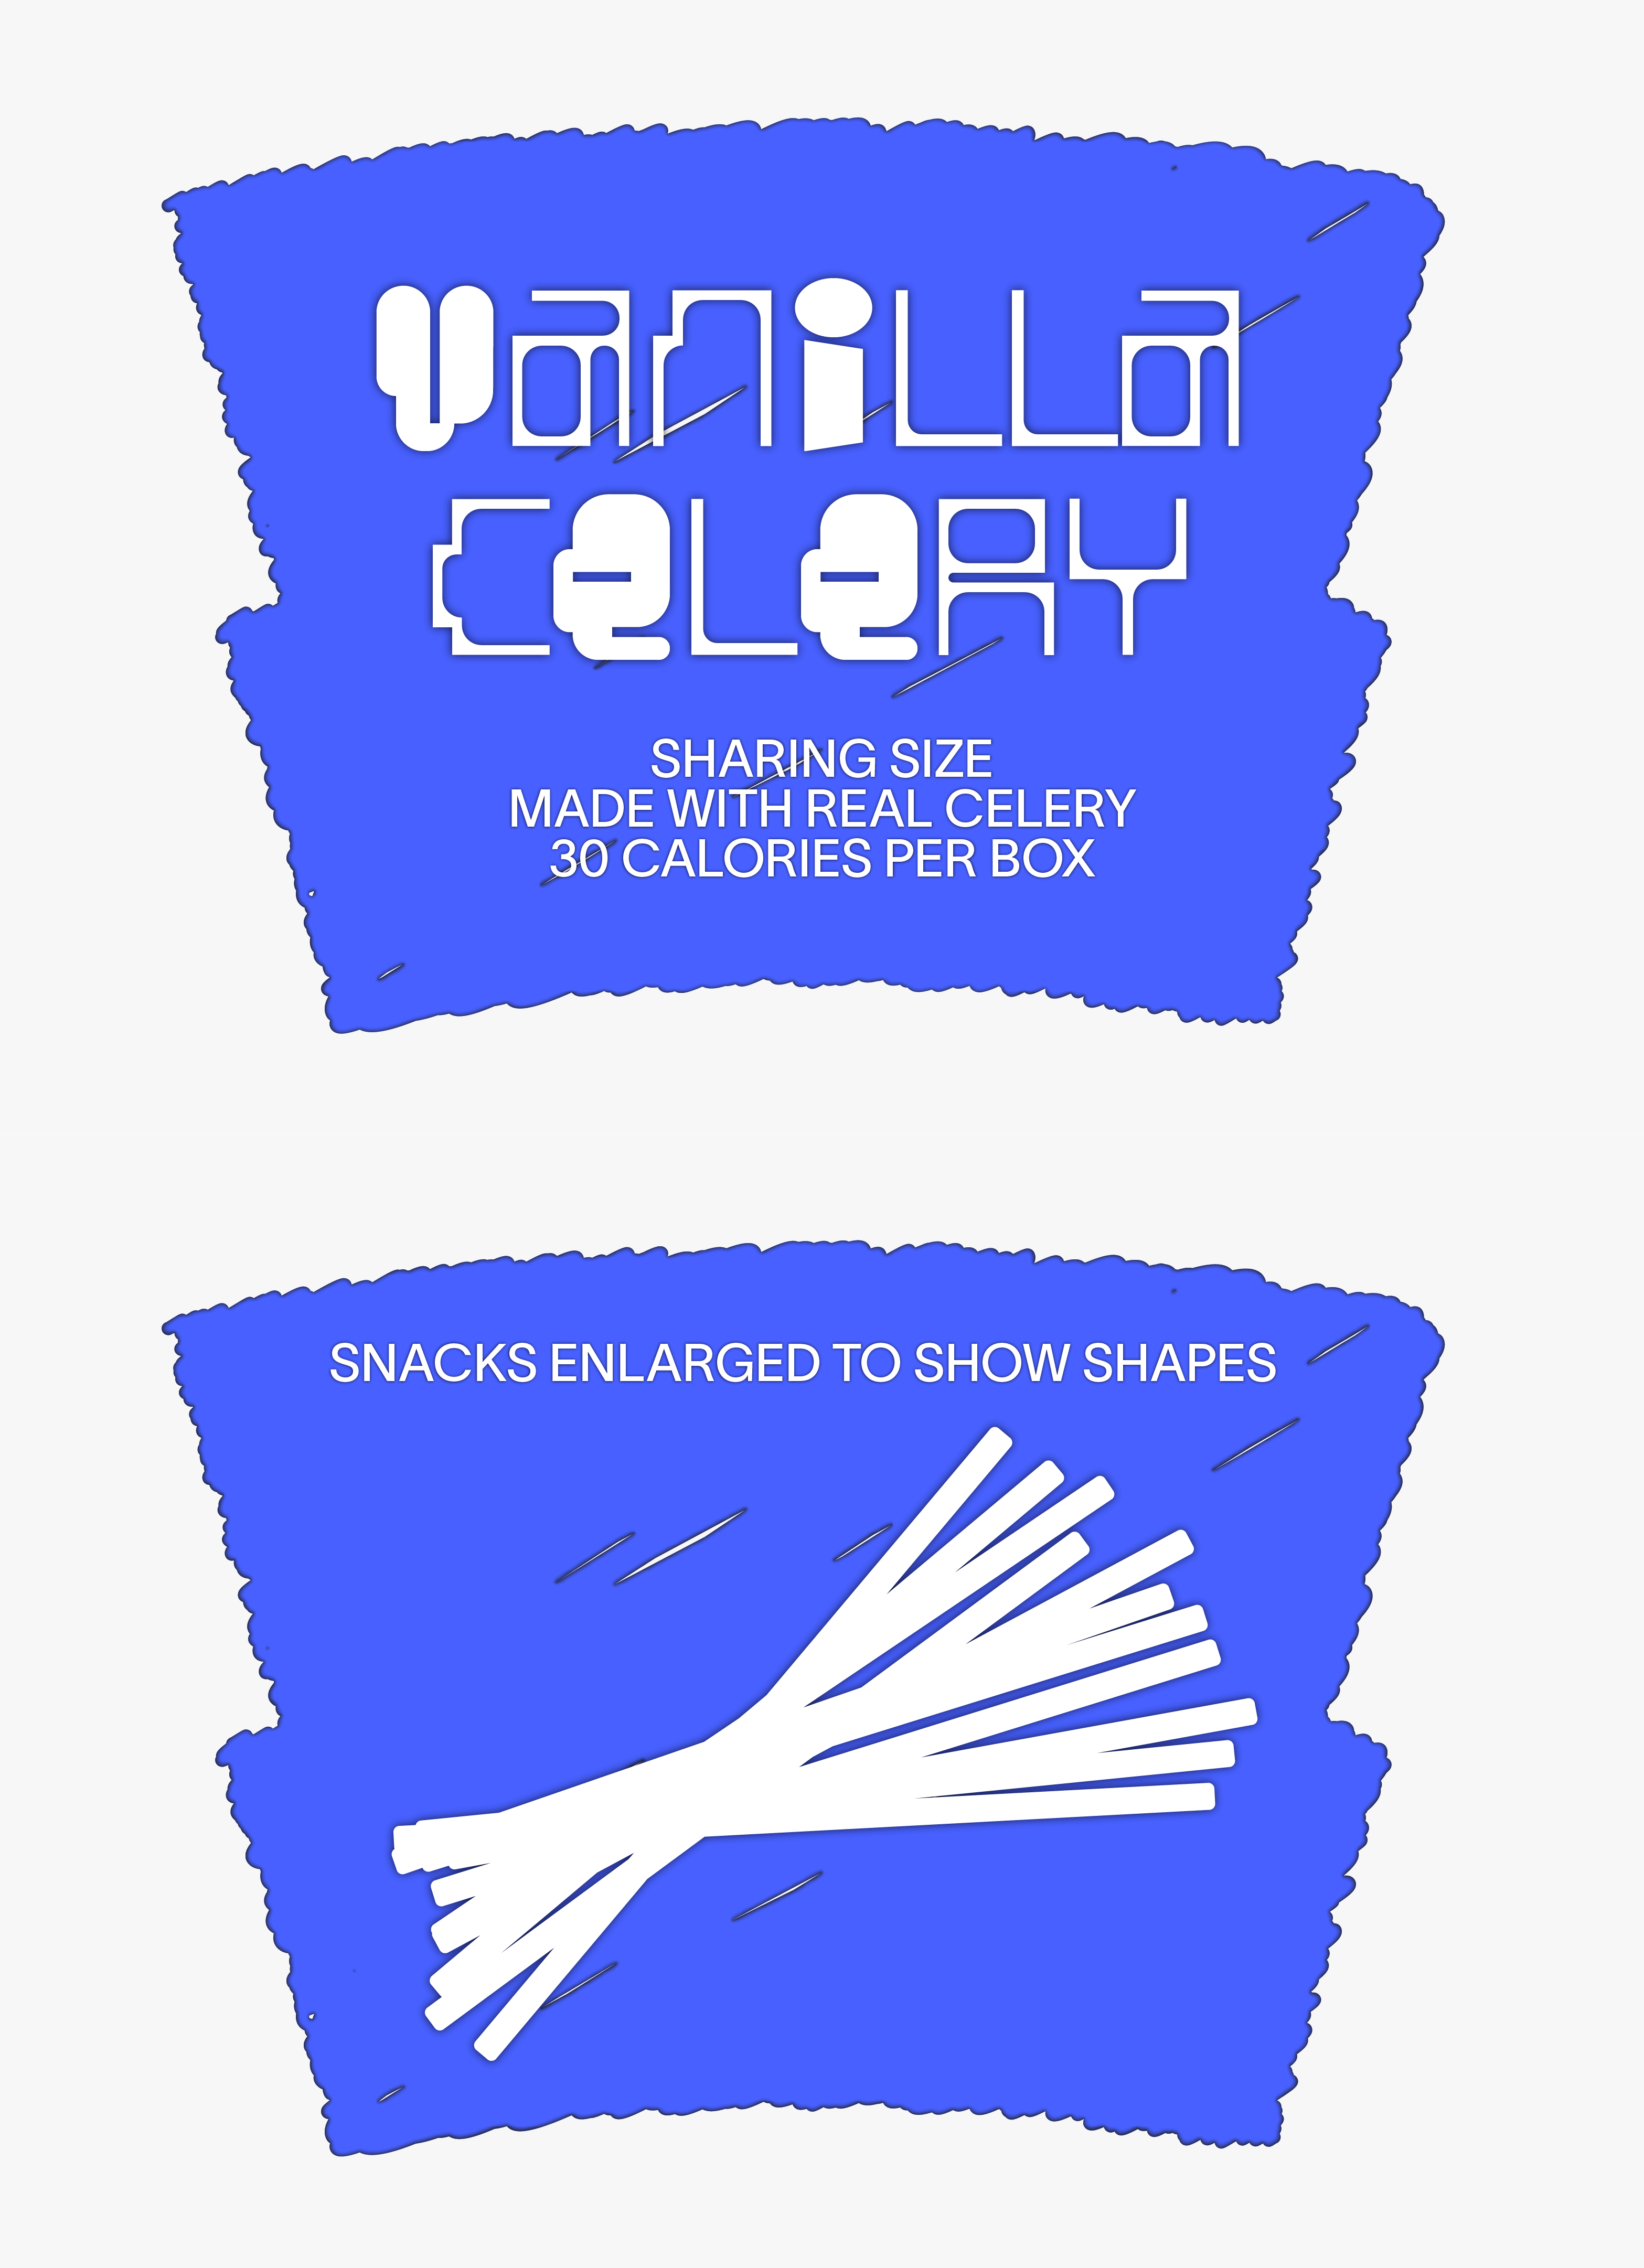 Vanilla
CeLeRY
SHARING SIZE
MADE WITH REAL CELERY
30 CALORIES PER BOX
SNACKS ENLARGED TO SHOW SHAPES